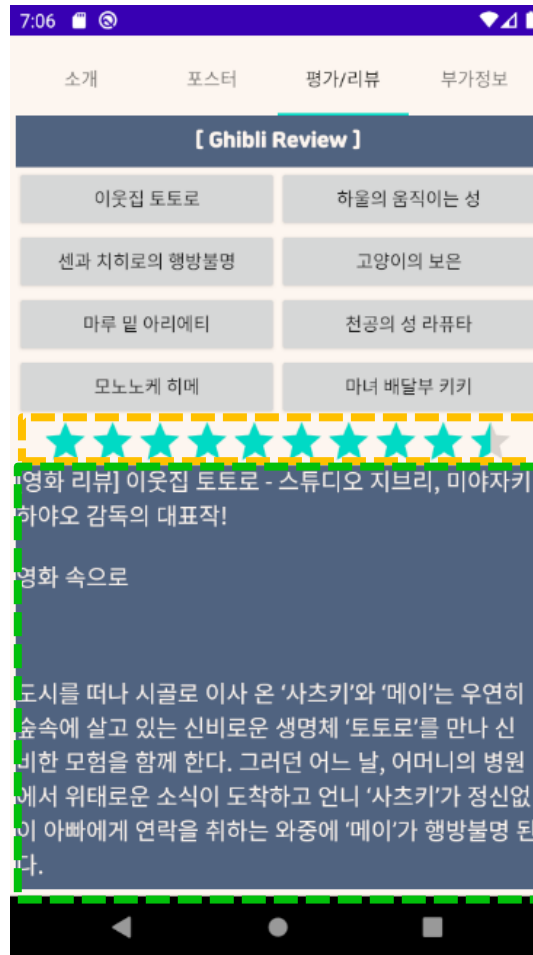 7:06
소개 포스터 평가/리뷰 부가정보
[ Ghibli Review ]
이웃집 토토로 하울의 움직이는 성
센과 치히로의 행방불명 고양이의 보은
마루 밑 아리에티 천공의 성 라퓨타
모노노케 히메 마녀 배달부 키키
"영화 리뷰] 이웃집 토토로 - 스튜디오 지브리, 미야자키
하야오 감독의 대표작!
영화 속으로
도시를 떠나 시골로 이사 온 ‘사츠키’와 ‘메이’는 우연히
숲속에 살고 있는 신비로운 생명체 ‘토토로’를 만나 신
비한 모험을 함께 한다. 그러던 어느 날, 어머니의 병원
에서 위태로운 소식이 도착하고 언니 ‘사츠키’가 정신없
이 아빠에게 연락을 취하는 와중에 ‘메이’가 행방불명 된
다.